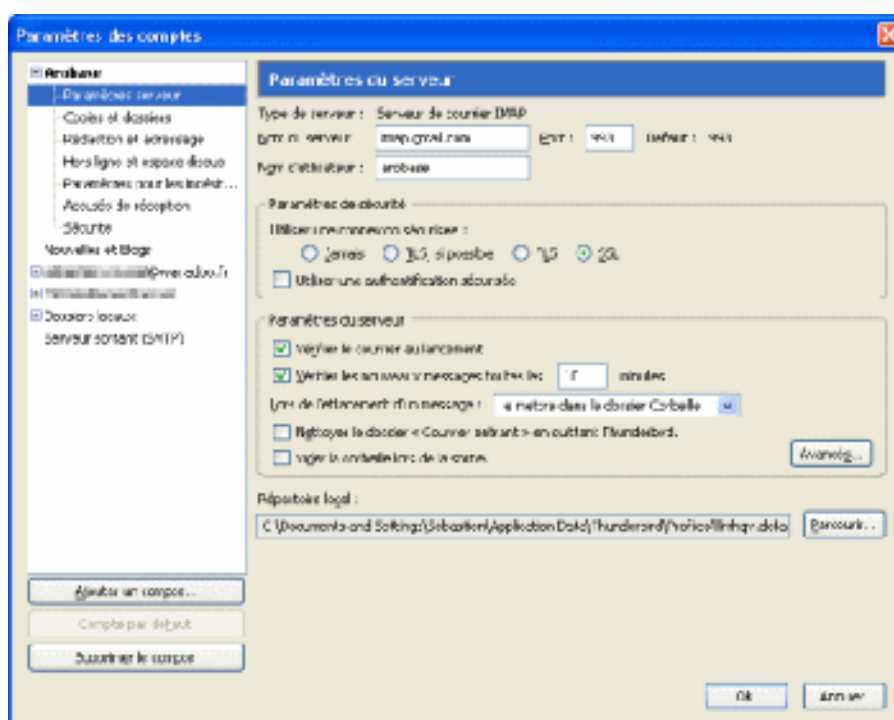 Paramètres des comptes
Arobase
Paramètres serveur
Copies et dossiers
Rédaction et adressage
Hors ligne et espace disque
Paramètres pour les indési...
Accusés de réception
Sécurité
Nouvelles et Blogs
@wanadoo.fr
Dossiers locaux
Serveur sortant (SMTP)
Ajouter un compte...
Compte par défaut
Supprimer le compte
Paramètres du serveur
Type de serveur : Serveur de courrier IMAP
Nom du serveur imap.gmail.com Port : 993 Défaut : 993
Nom d'utilisateur : arobase
Paramètres de sécurité
Utiliser une connexion sécurisée :
Jamais TLS, si possible TLS SSL
Utiliser une authentification sécurisée
Paramètres du serveur
Vérifier le courrier au lancement
Vérifier les nouveaux messages toutes les 10 minutes
Lors de l'effacement d'un message : le mettre dans le dossier Corbeille
Nettoyer le dossier « Courrier entrant » en quittant Thunderbird.
Vider la corbeille lors de la sortie.
Avancés...
Répertoire local :
C:\Documents and Settings\Sebastien\Application Data\Thunderbird\Profiles\
Parcourir...
OK Annuler